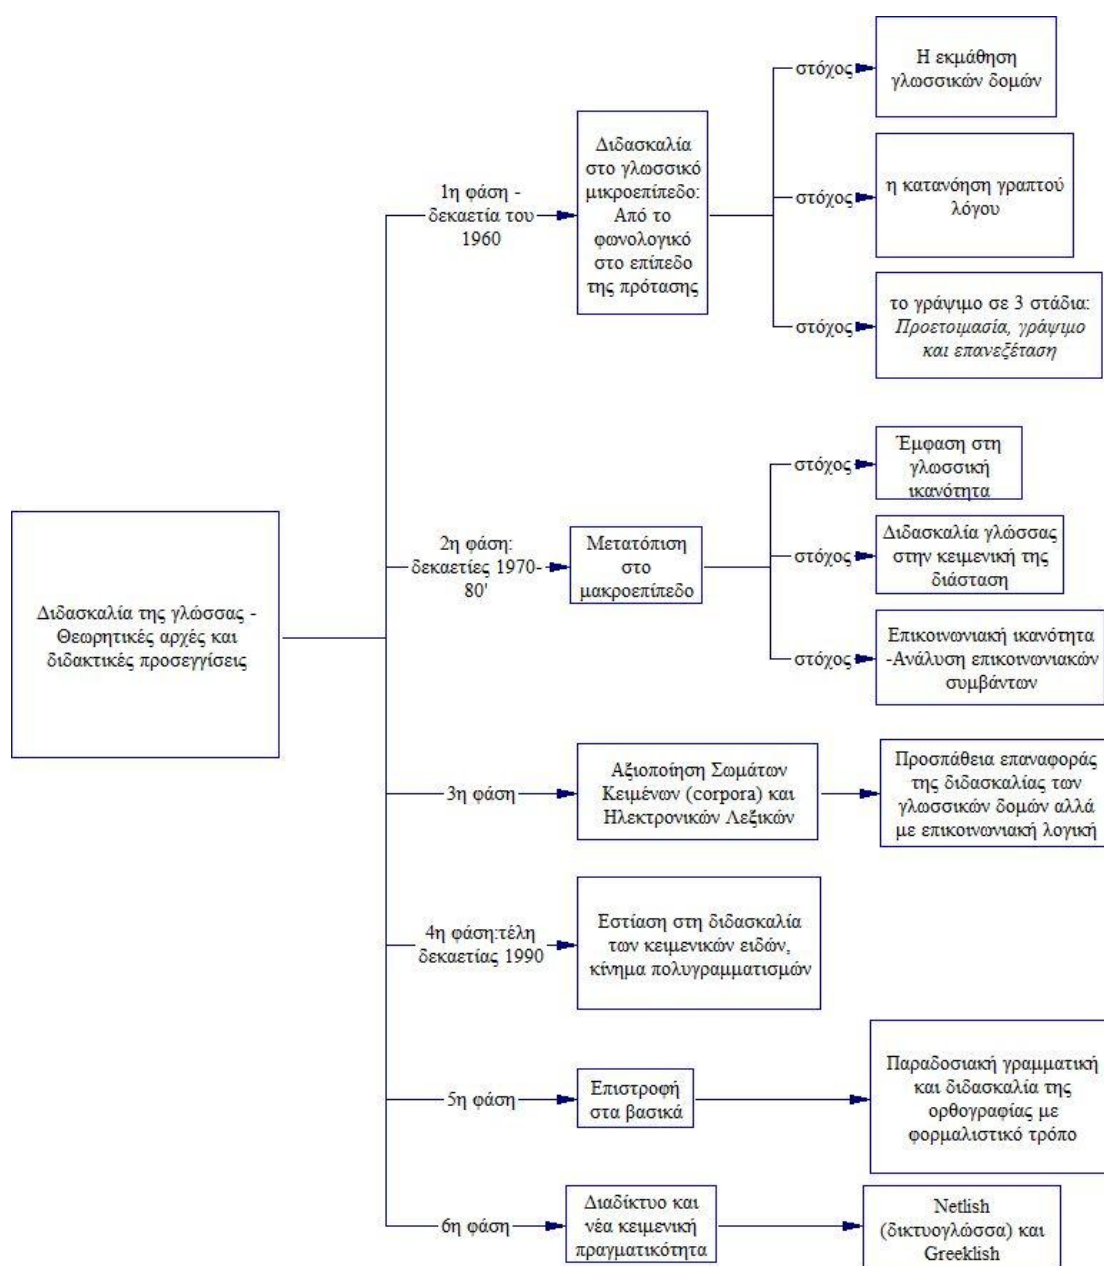 Διδασκαλία της γλώσσας -
Θεωρητικές αρχές και
διδακτικές προσεγγίσεις
1η φάση -
δεκαετία του
1960
Διδασκαλία
στο γλωσσικό
μικροεπίπεδο:
Από το
φωνολογικό
στο επίπεδο
της πρότασης
στόχος
Η εκμάθηση
γλωσσικών δομών
στόχος
η κατανόηση γραπτού
λόγου
στόχος
το γράψιμο σε 3 στάδια:
Προετοιμασία, γράψιμο
και επανεξέταση
2η φάση:
δεκαετίες 1970-
80'
Μετατόπιση
στο
μακροεπίπεδο
στόχος
Έμφαση στη
γλωσσική
ικανότητα
στόχος
Διδασκαλία γλώσσας
στην κειμενική της
διάσταση
στόχος
Επικοινωνιακή ικανότητα
-Ανάλυση επικοινωνιακών
συμβάντων
3η φάση
Αξιοποίηση Σωμάτων
Κειμένων (corpora) και
Ηλεκτρονικών Λεξικών
Προσπάθεια επαναφοράς
της διδασκαλίας των
γλωσσικών δομών αλλά
με επικοινωνιακή λογική
4η φάση:τέλη
δεκαετίας 1990
Εστίαση στη διδασκαλία
των κειμενικών ειδών,
κίνημα πολυγραμματισμών
5η φάση
Επιστροφή
στα βασικά
Παραδοσιακή γραμματική
και διδασκαλία της
ορθογραφίας με
φορμαλιστικό τρόπο
6η φάση
Διαδίκτυο και
νέα κειμενική
πραγματικότητα
Netlish
(δικτυογλώσσα) και
Greeklish